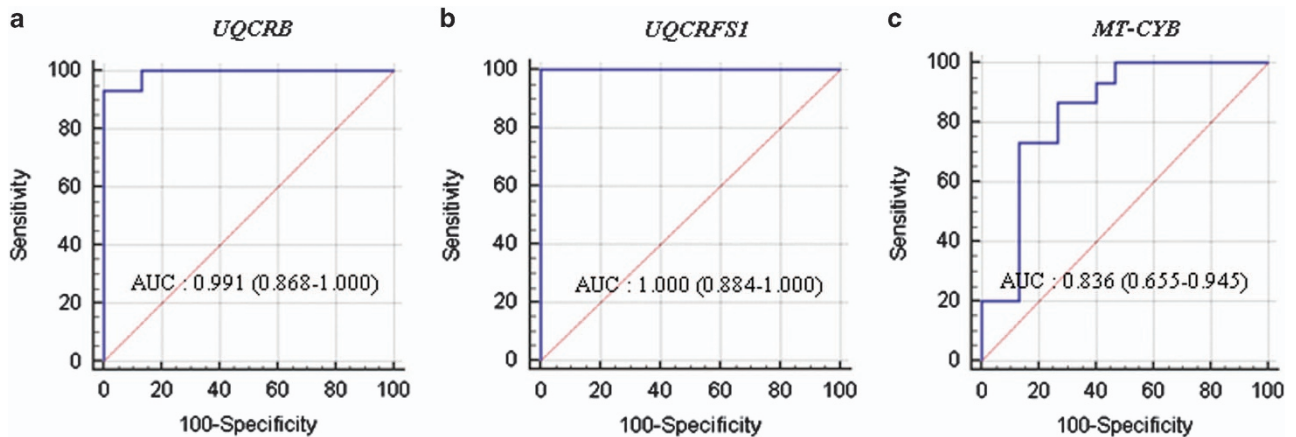 a
UQCRB
100
80
60
40
20
0
Sensitivity
AUC : 0.991 (0.868-1.000)
0 20 40 60 80 100
100-Specificity
b
UQCRFS1
100
80
60
40
20
0
Sensitivity
AUC : 1.000 (0.884-1.000)
0 20 40 60 80 100
100-Specificity
c
MT-CYB
100
80
60
40
20
0
Sensitivity
AUC : 0.836 (0.655-0.945)
0 20 40 60 80 100
100-Specificity